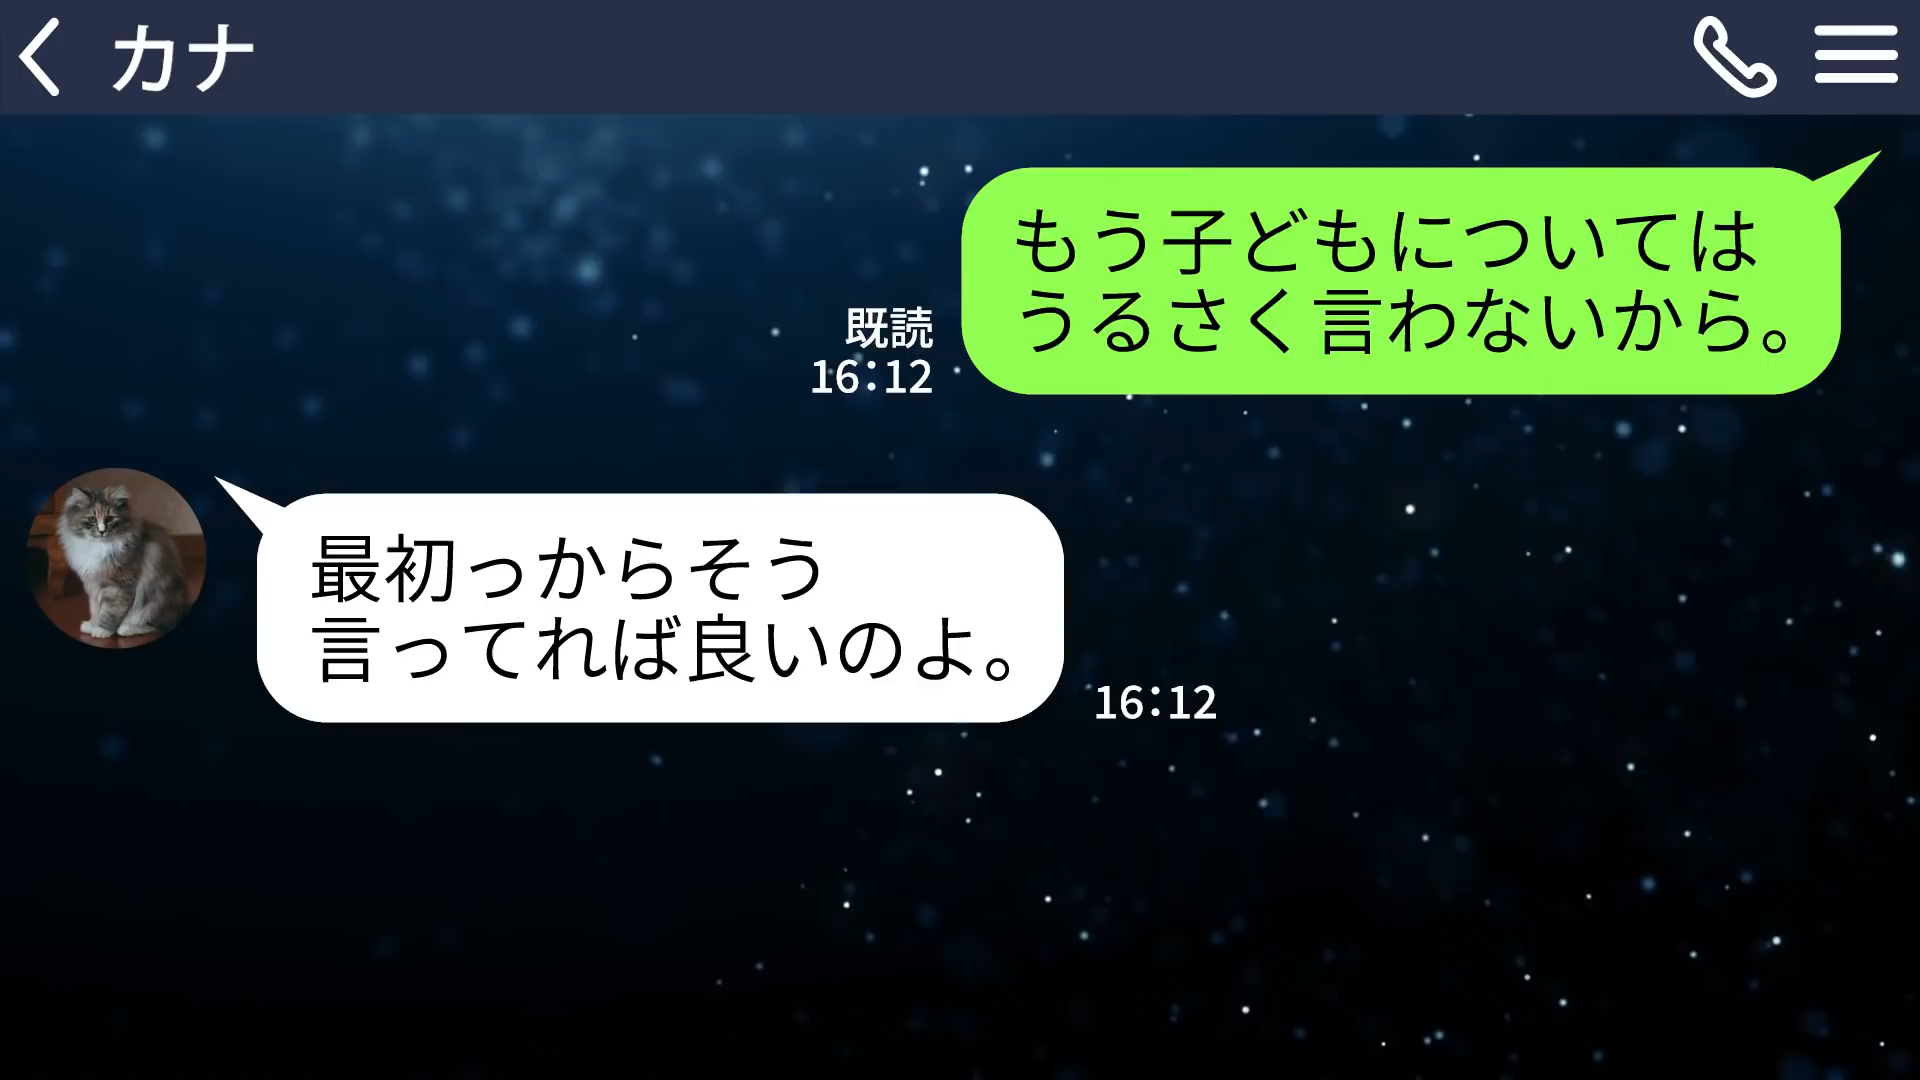 カナ
もう子どもについては
うるさく言わないから。
既読
16:12
最初っからそう
言ってれば良いのよ。
16:12